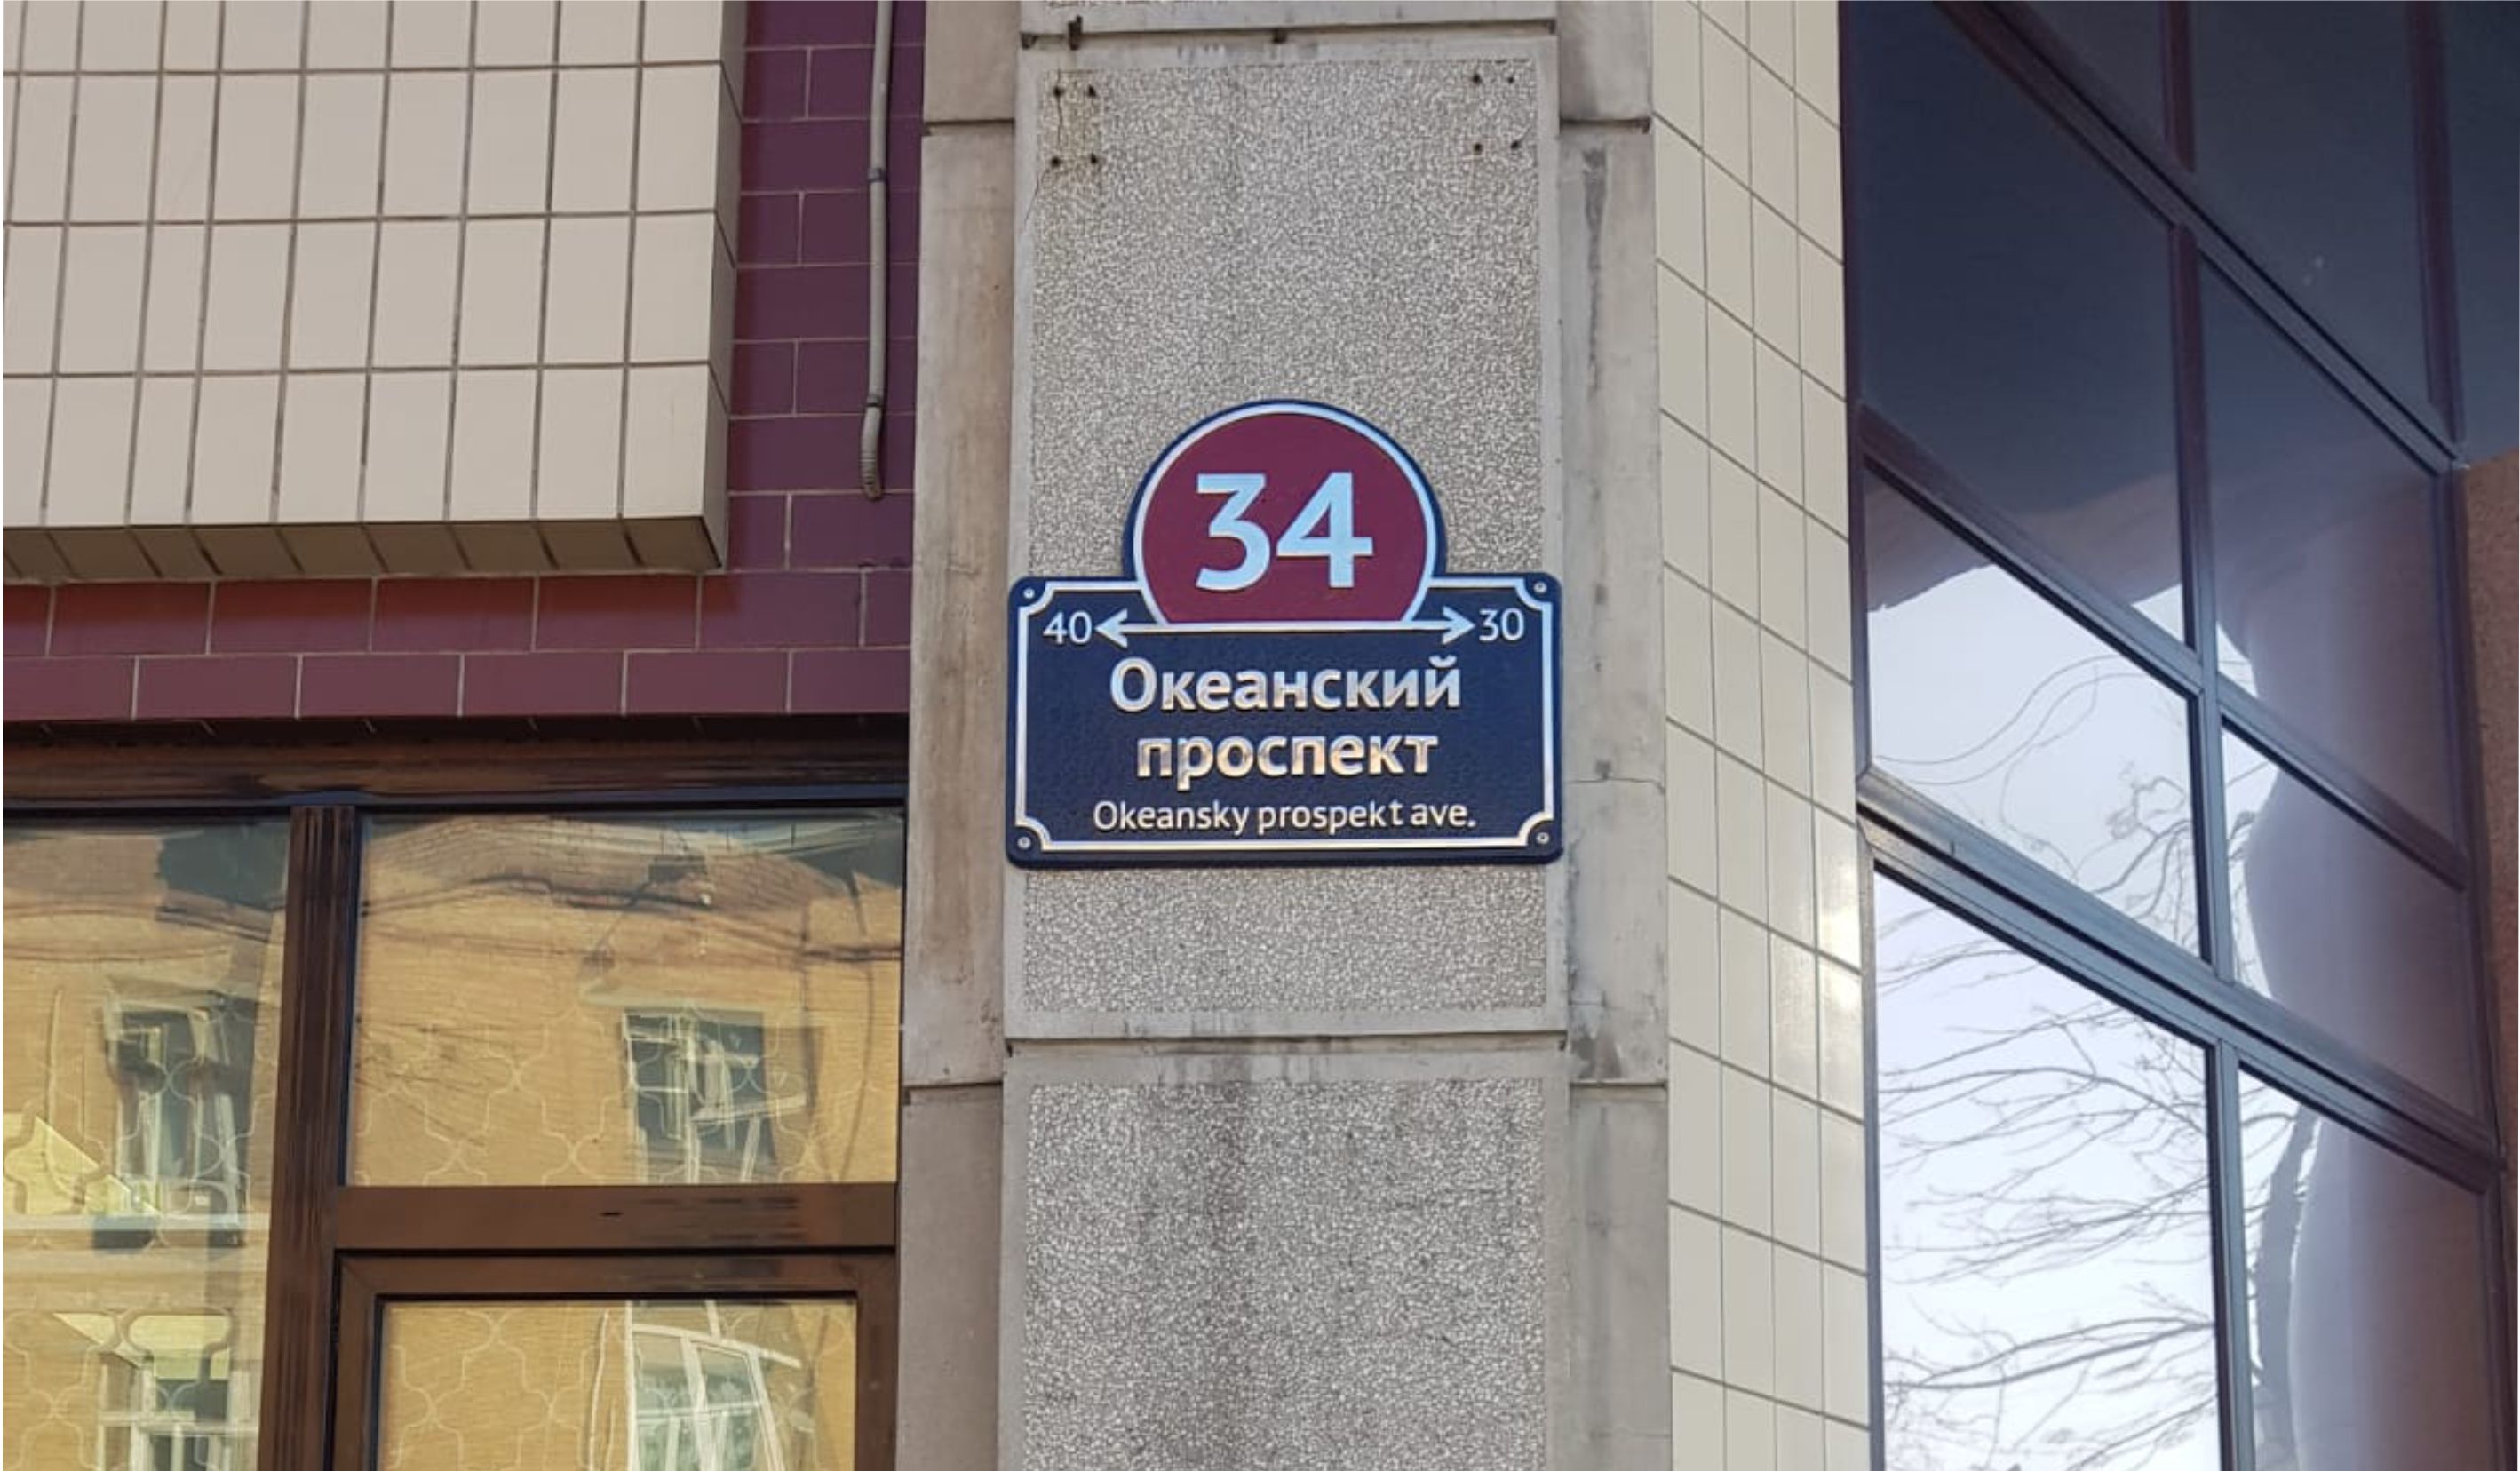 34
40 30
Океанский
проспект
Okeansky prospekt ave.